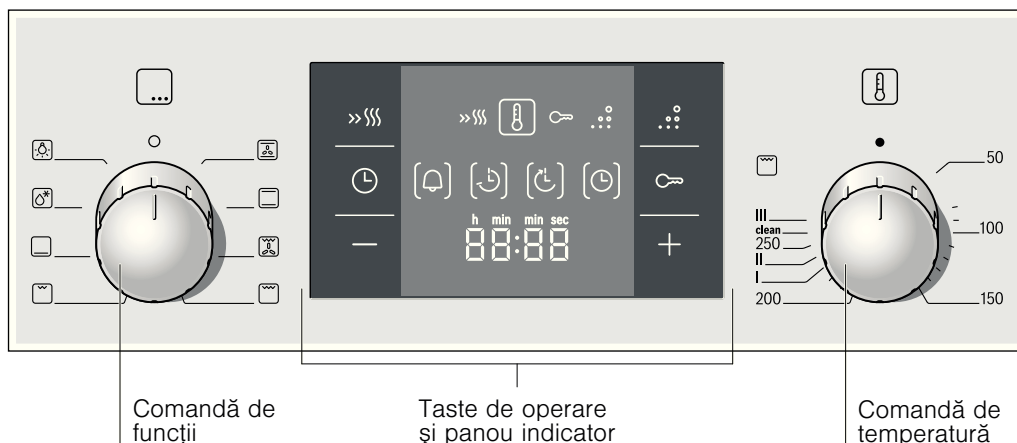 h min min sec
88:88
50
100
150
III
clean
250
II
I
200
Comandă de
funcții
Taste de operare
și panou indicator
Comandă de
temperatură